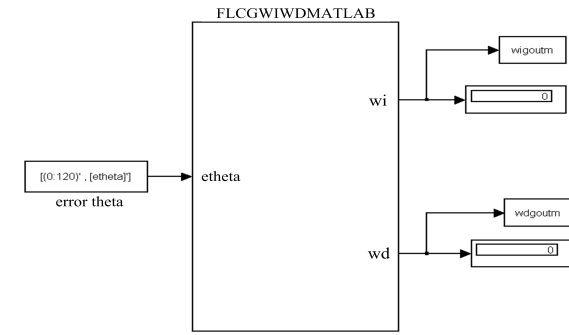 FLCGWIWDMATLAB
wigoutm
wi
0
[(0:120)' , [etheta]']
etheta
error theta
wdgoutm
wd
0